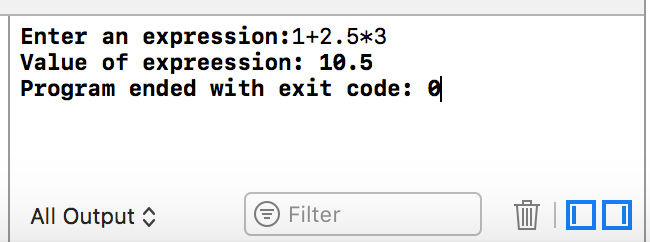 Enter an expression:1+2.5*3
Value of expreession: 10.5
Program ended with exit code: 0
All Output
Filter